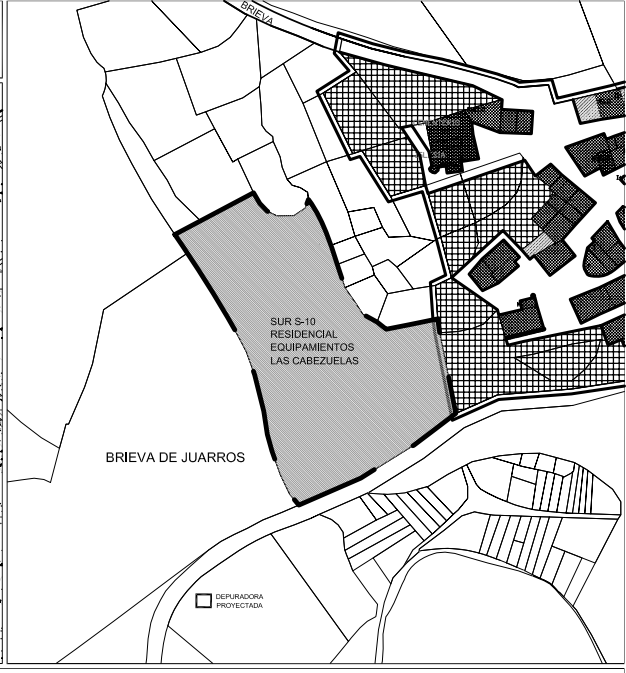 BRIEVA
SUR S-10
RESIDENCIAL
EQUIPAMIENTOS
LAS CABEZUELAS
BRIEVA DE JUARROS
DEPURADORA
PROYECTADA